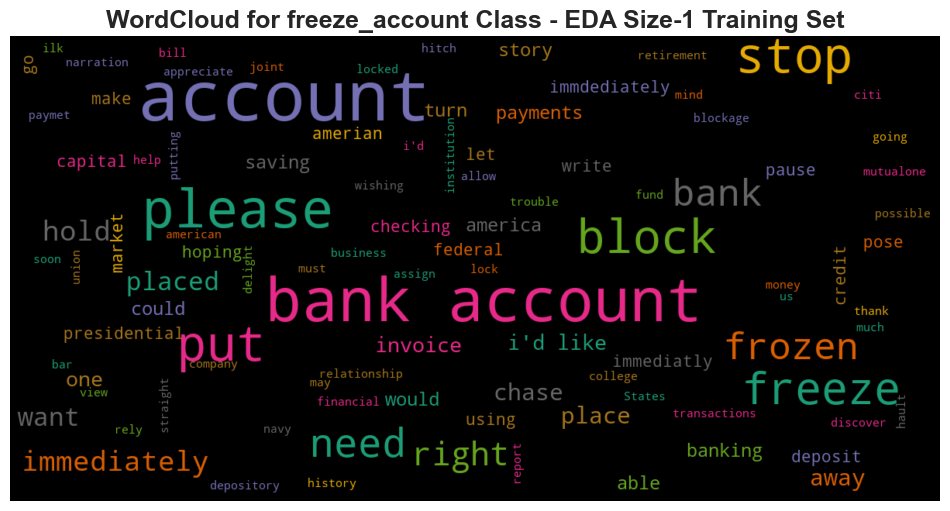 WordCloud for freeze_account Class - EDA Size-1 Training Set
ilk
go
narration
bill
appreciate
joint
hitch
locked
story
retirement
stop
paymet
make
account
turn
immdediately
payments
mind
citi
blockage
amerian
i'd
institution
going
capital
help
putting
saving
let
write
allow
pause
mutualone
wishing
please
trouble
fund
bank
possible
hold
market
american
checking
america
block
pose
soon
union
hoping
delight
business
federal
must
assign
lock
credit
placed
money
us
could
bank account
thank
much
presidential
put
invoice
i'd like
immediatly
frozen
bar
company
one
view
straight
relationship
may
college
chase
freeze
financial
would
States
want
using
place
transactions
discover
hault
rely
navy
need
right
report
banking
immediately
deposit
away
depository
history
able